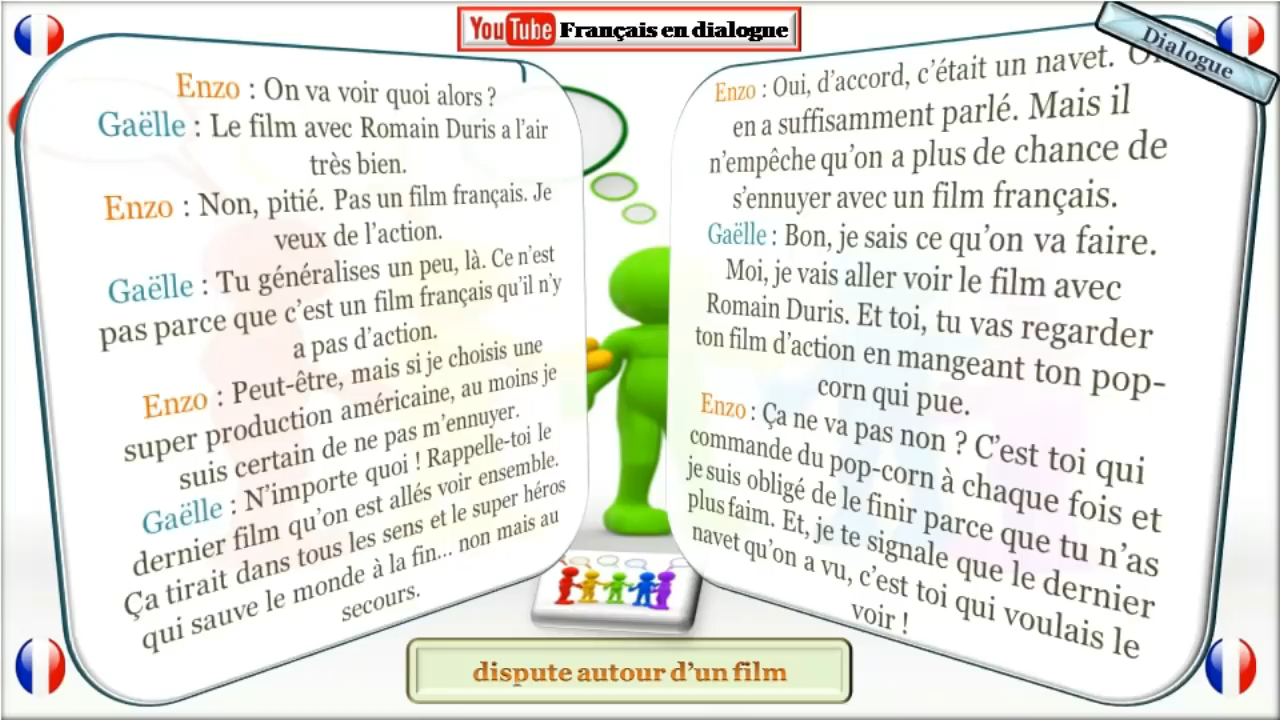 YouTube Français en dialogue
Dialogue
Enzo : On va voir quoi alors ?
Gaëlle : Le film avec Romain Duris a l'air
très bien.
Enzo : Non, pitié. Pas un film français. Je
veux de l'action.
Gaëlle : Tu généralises un peu, là. Ce n'est
pas parce que c'est un film français qu'il n'y
a pas d'action.
Enzo : Peut-être, mais si je choisis une
super production américaine, au moins je
suis certain de ne pas m'ennuyer.
Gaëlle : N'importe quoi ! Rappelle-toi le
dernier film qu'on est allés voir ensemble.
Ça tirait dans tous les sens et le super héros
qui sauve le monde à la fin... non mais au
secours.
Enzo : Oui, d'accord, c'était un navet.
en a suffisamment parlé. Mais il
n'empêche qu'on a plus de chance de
s'ennuyer avec un film français.
Gaëlle : Bon, je sais ce qu'on va faire.
Moi, je vais aller voir le film avec
Romain Duris. Et toi, tu vas regarder
ton film d'action en mangeant ton pop-
corn qui pue.
Enzo : Ça ne va pas non ? C'est toi qui
commande du pop-corn à chaque fois et
je suis obligé de le finir parce que tu n'as
plus faim. Et, je te signale que le dernier
navet qu'on a vu, c'est toi qui voulais le
voir !
dispute autour d'un film